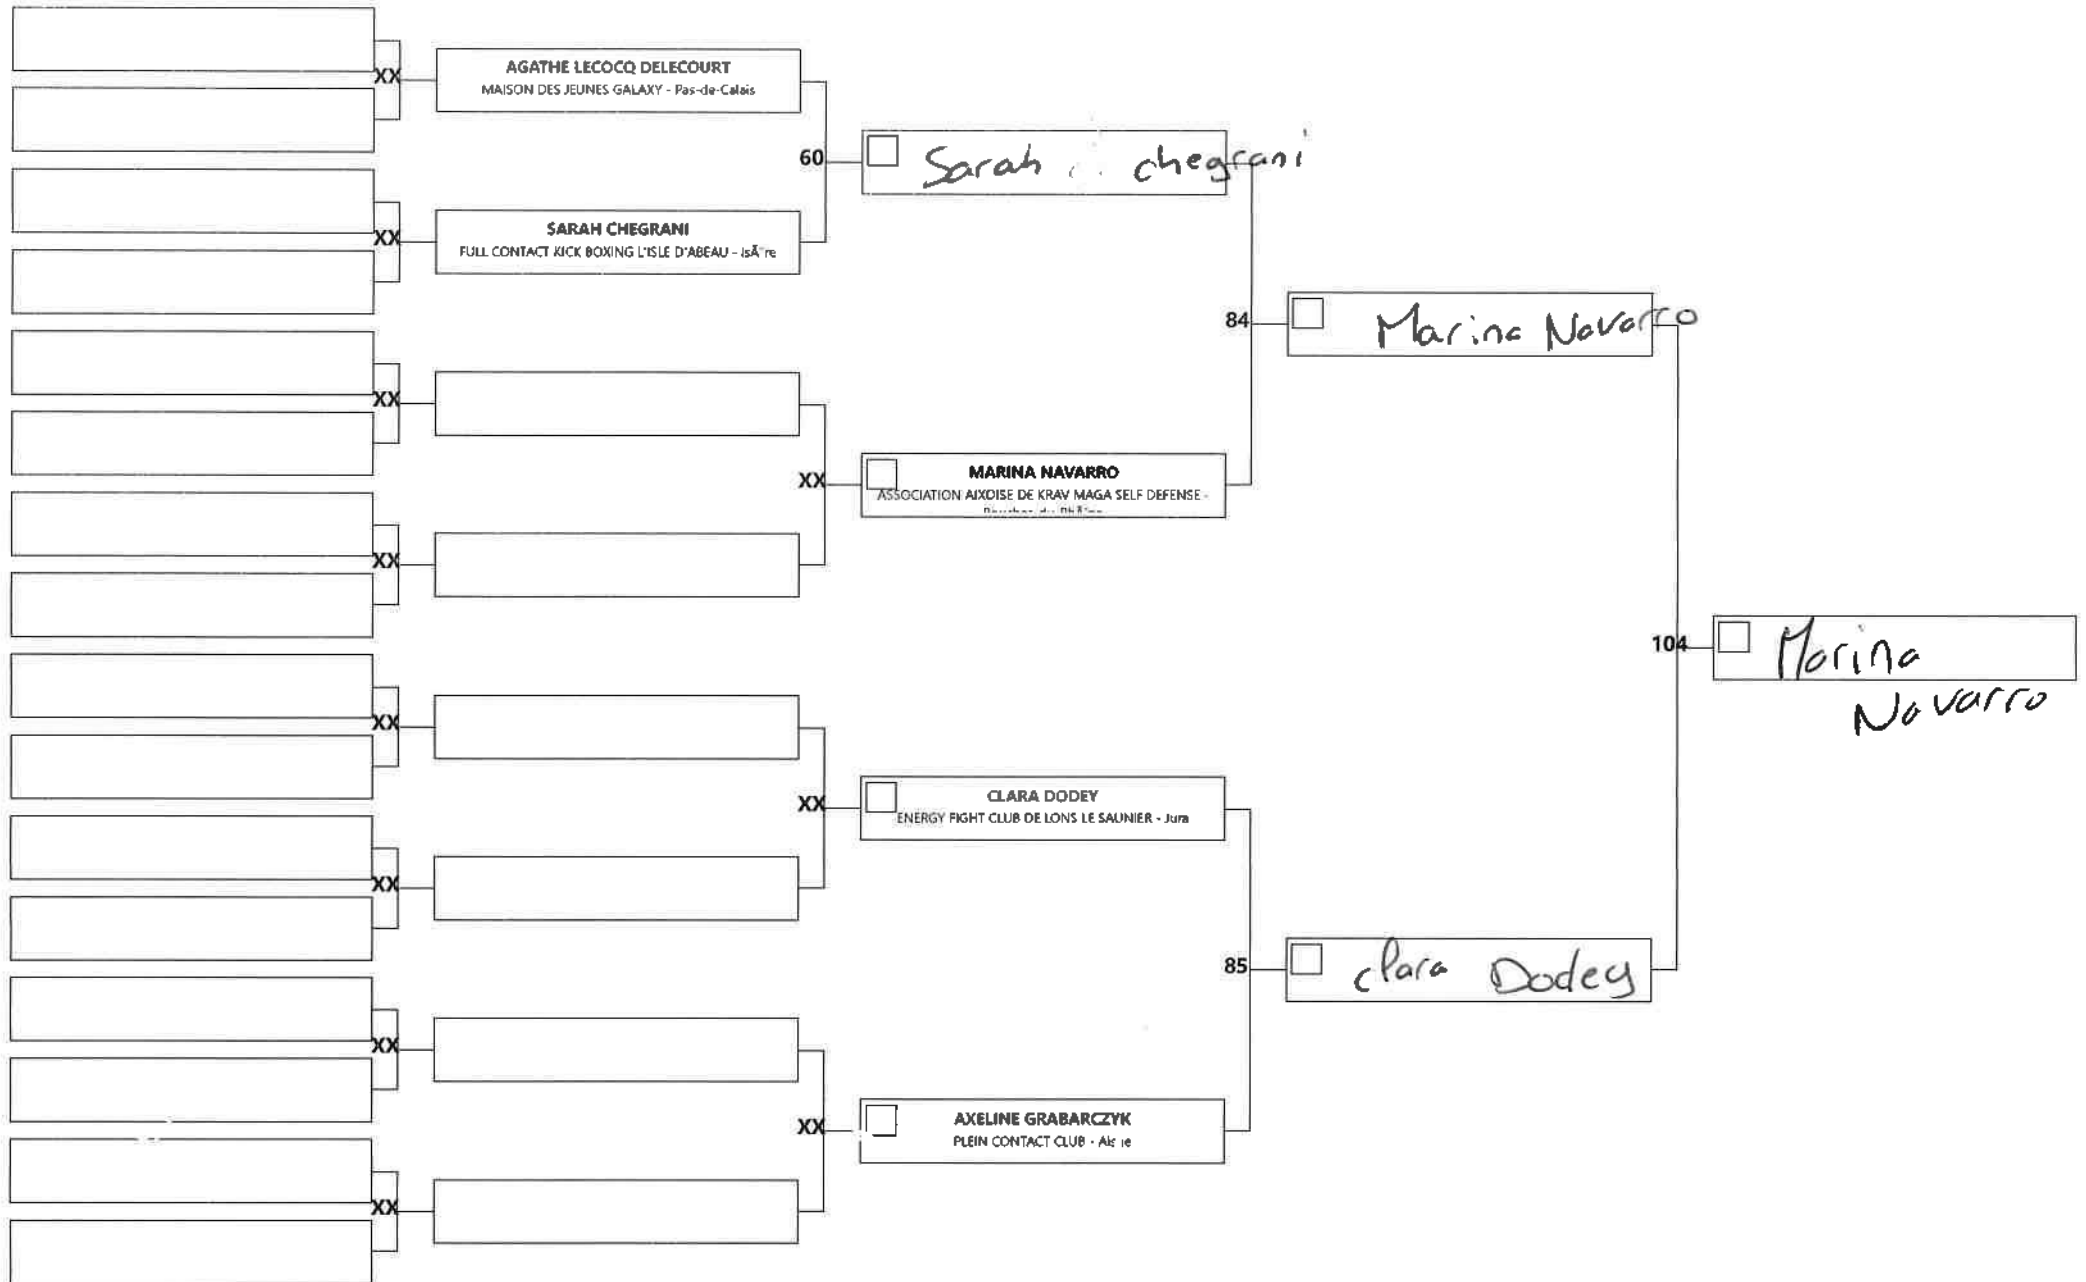 XX
AGATHE LECOCQ DELECOURT
MAISON DES JEUNES GALAXY - Pas-de-Calais
60
Sarah chegrani
XX
SARAH CHEGRANI
FULL CONTACT KICK BOXING L'ISLE D'ABEAU - IsÃ¨re
84
Marina Navarro
XX
XX
MARINA NAVARRO
ASSOCIATION AIXOISE DE KRAV MAGA SELF DEFENSE -
XX
104
Marina
Navarro
XX
XX
CLARA DODEY
ENERGY FIGHT CLUB DE LONS LE SAUNIER - Jura
XX
85
Clara Dodey
XX
XX
AXELINE GRABARCZYK
PLEIN CONTACT CLUB -
XX